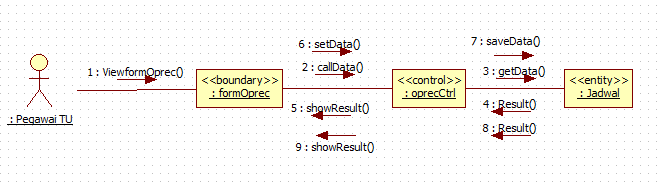 6 : setData()
7 : saveData()
1 : ViewformOprec()
2 : callData()
3 : getData()
<<boundary>>
: formOprec
<<control>>
: oprecCtrl
<<entity>>
: Jadwal
5 : showResult()
4 : Result()
: Pegawai TU
8 : Result()
9 : showResult()